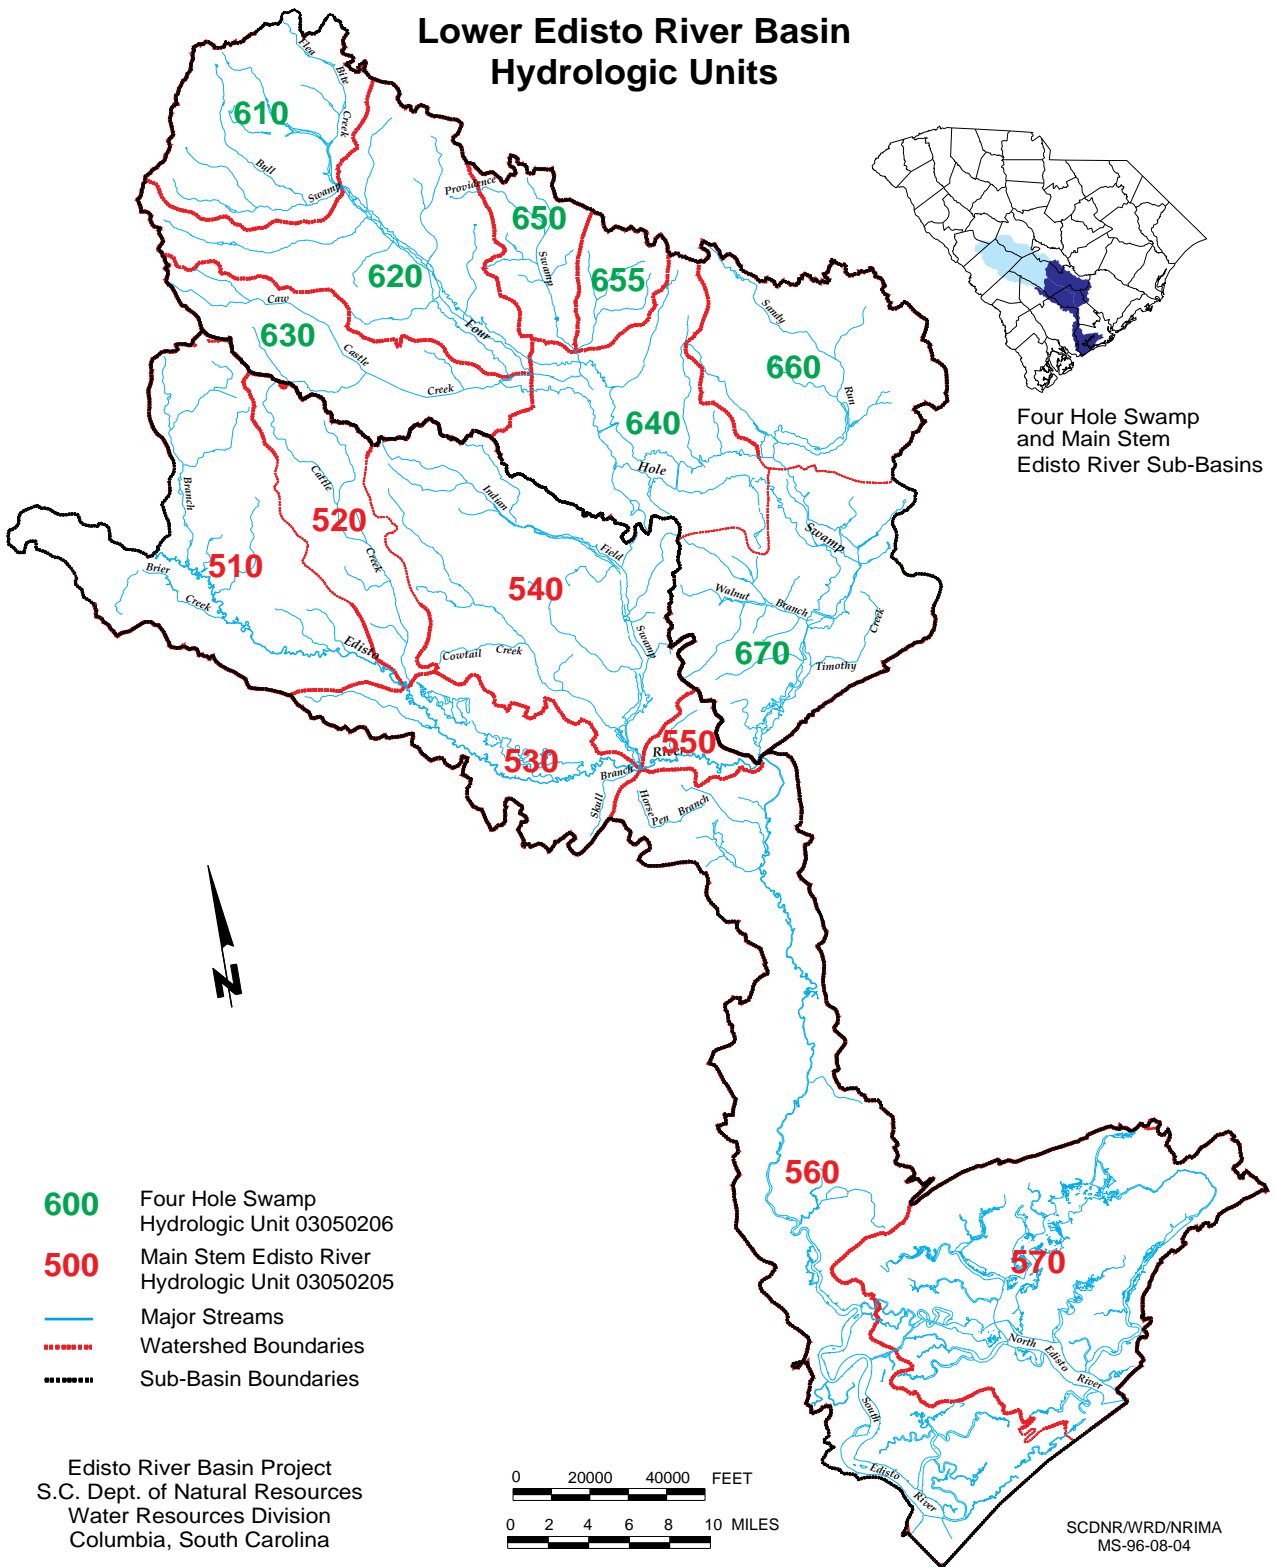 Lower Edisto River Basin
Hydrologic Units
Flea
Bite
Creek
610
Bull
Swamp
Providence
650
Swamp
620
655
Caw
630
Castle
Creek
Four
Sandy
Run
660
640
Hole
Four Hole Swamp
and Main Stem
Edisto River Sub-Basins
Branch
Cattle
520
Creek
Indian
Field
Swamp
510
Brier
Creek
540
Swamp
Walnut
Branch
Creek
670
Timothy
Edisto
Cowtail Creek
550
River
530
Branch
Skull
Horse
Pen
Branch
N
560
570
North
Edisto
River
South
Edisto
River
600
Four Hole Swamp
Hydrologic Unit 03050206
500
Main Stem Edisto River
Hydrologic Unit 03050205
Major Streams
Watershed Boundaries
Sub-Basin Boundaries
Edisto River Basin Project
S.C. Dept. of Natural Resources
Water Resources Division
Columbia, South Carolina
0 20000 40000 FEET
0 2 4 6 8 10 MILES
SCDNR/WRD/NRIMA
MS-96-08-04